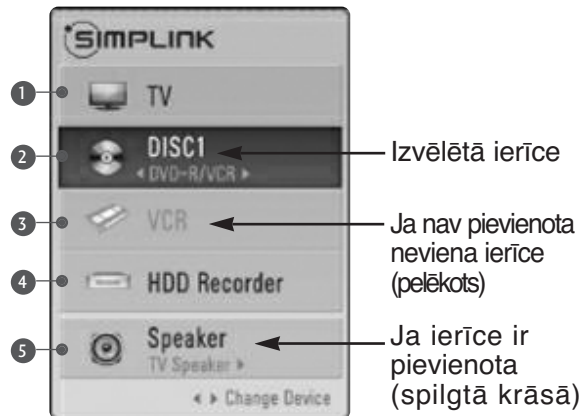 SIMPLINK
1 TV
2 DISC1
◄ DVD-R/VCR ►
Izvēlētā ierīce
3 VCR
Ja nav pievienota
neviena ierīce
(pelēkots)
4 HDD Recorder
5 Speaker
TV Speaker ►
Ja ierīce ir
pievienota
(spilgtā krāsā)
◄ ► Change Device